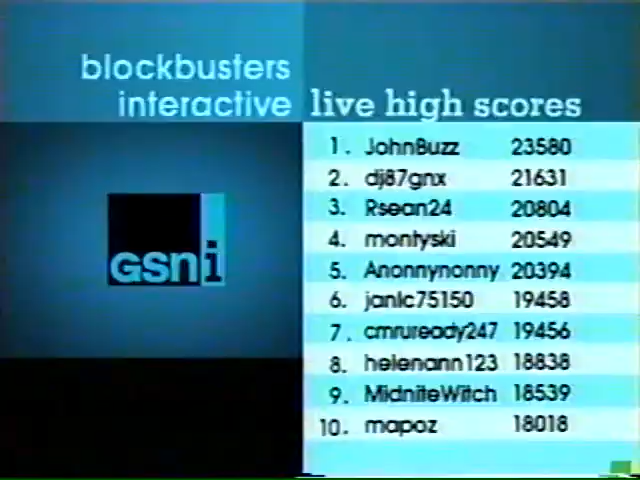 blockbusters
interactive
live high scores
GSNi
1. JohnBuzz 23580
2. dj87gnx 21631
3. Rsean24 20804
4. montyski 20549
5. Anonnynonny 20394
6. janlc75150 19458
7. cmruready247 19456
8. helenann123 18838
9. MidniteWitch 18539
10. mapoz 18018